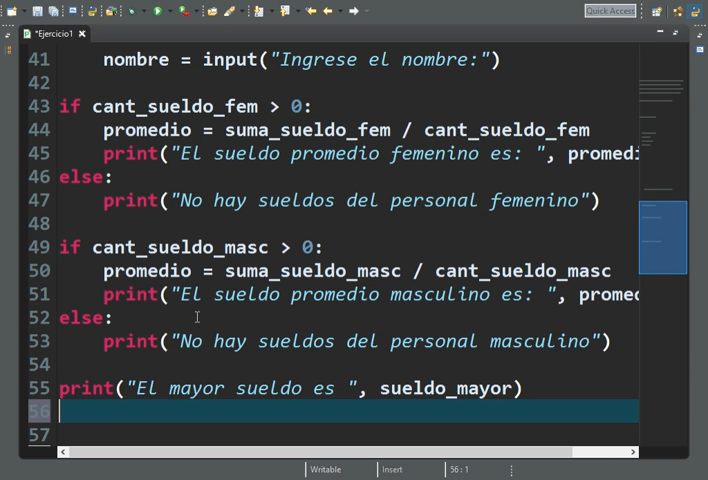 Quick Access
*Ejercicio1
41 nombre = input("Ingrese el nombre:")
42
43 if cant_sueldo_fem > 0:
44 promedio = suma_sueldo_fem / cant_sueldo_fem
45 print("El sueldo promedio femenino es: ", promedi
46 else:
47 print("No hay sueldos del personal femenino")
48
49 if cant_sueldo_masc > 0:
50 promedio = suma_sueldo_masc / cant_sueldo_masc
51 print("El sueldo promedio masculino es: ", promed
52 else:
53 print("No hay sueldos del personal masculino")
54
55 print("El mayor sueldo es ", sueldo_mayor)
56
57
Writable Insert 56 : 1